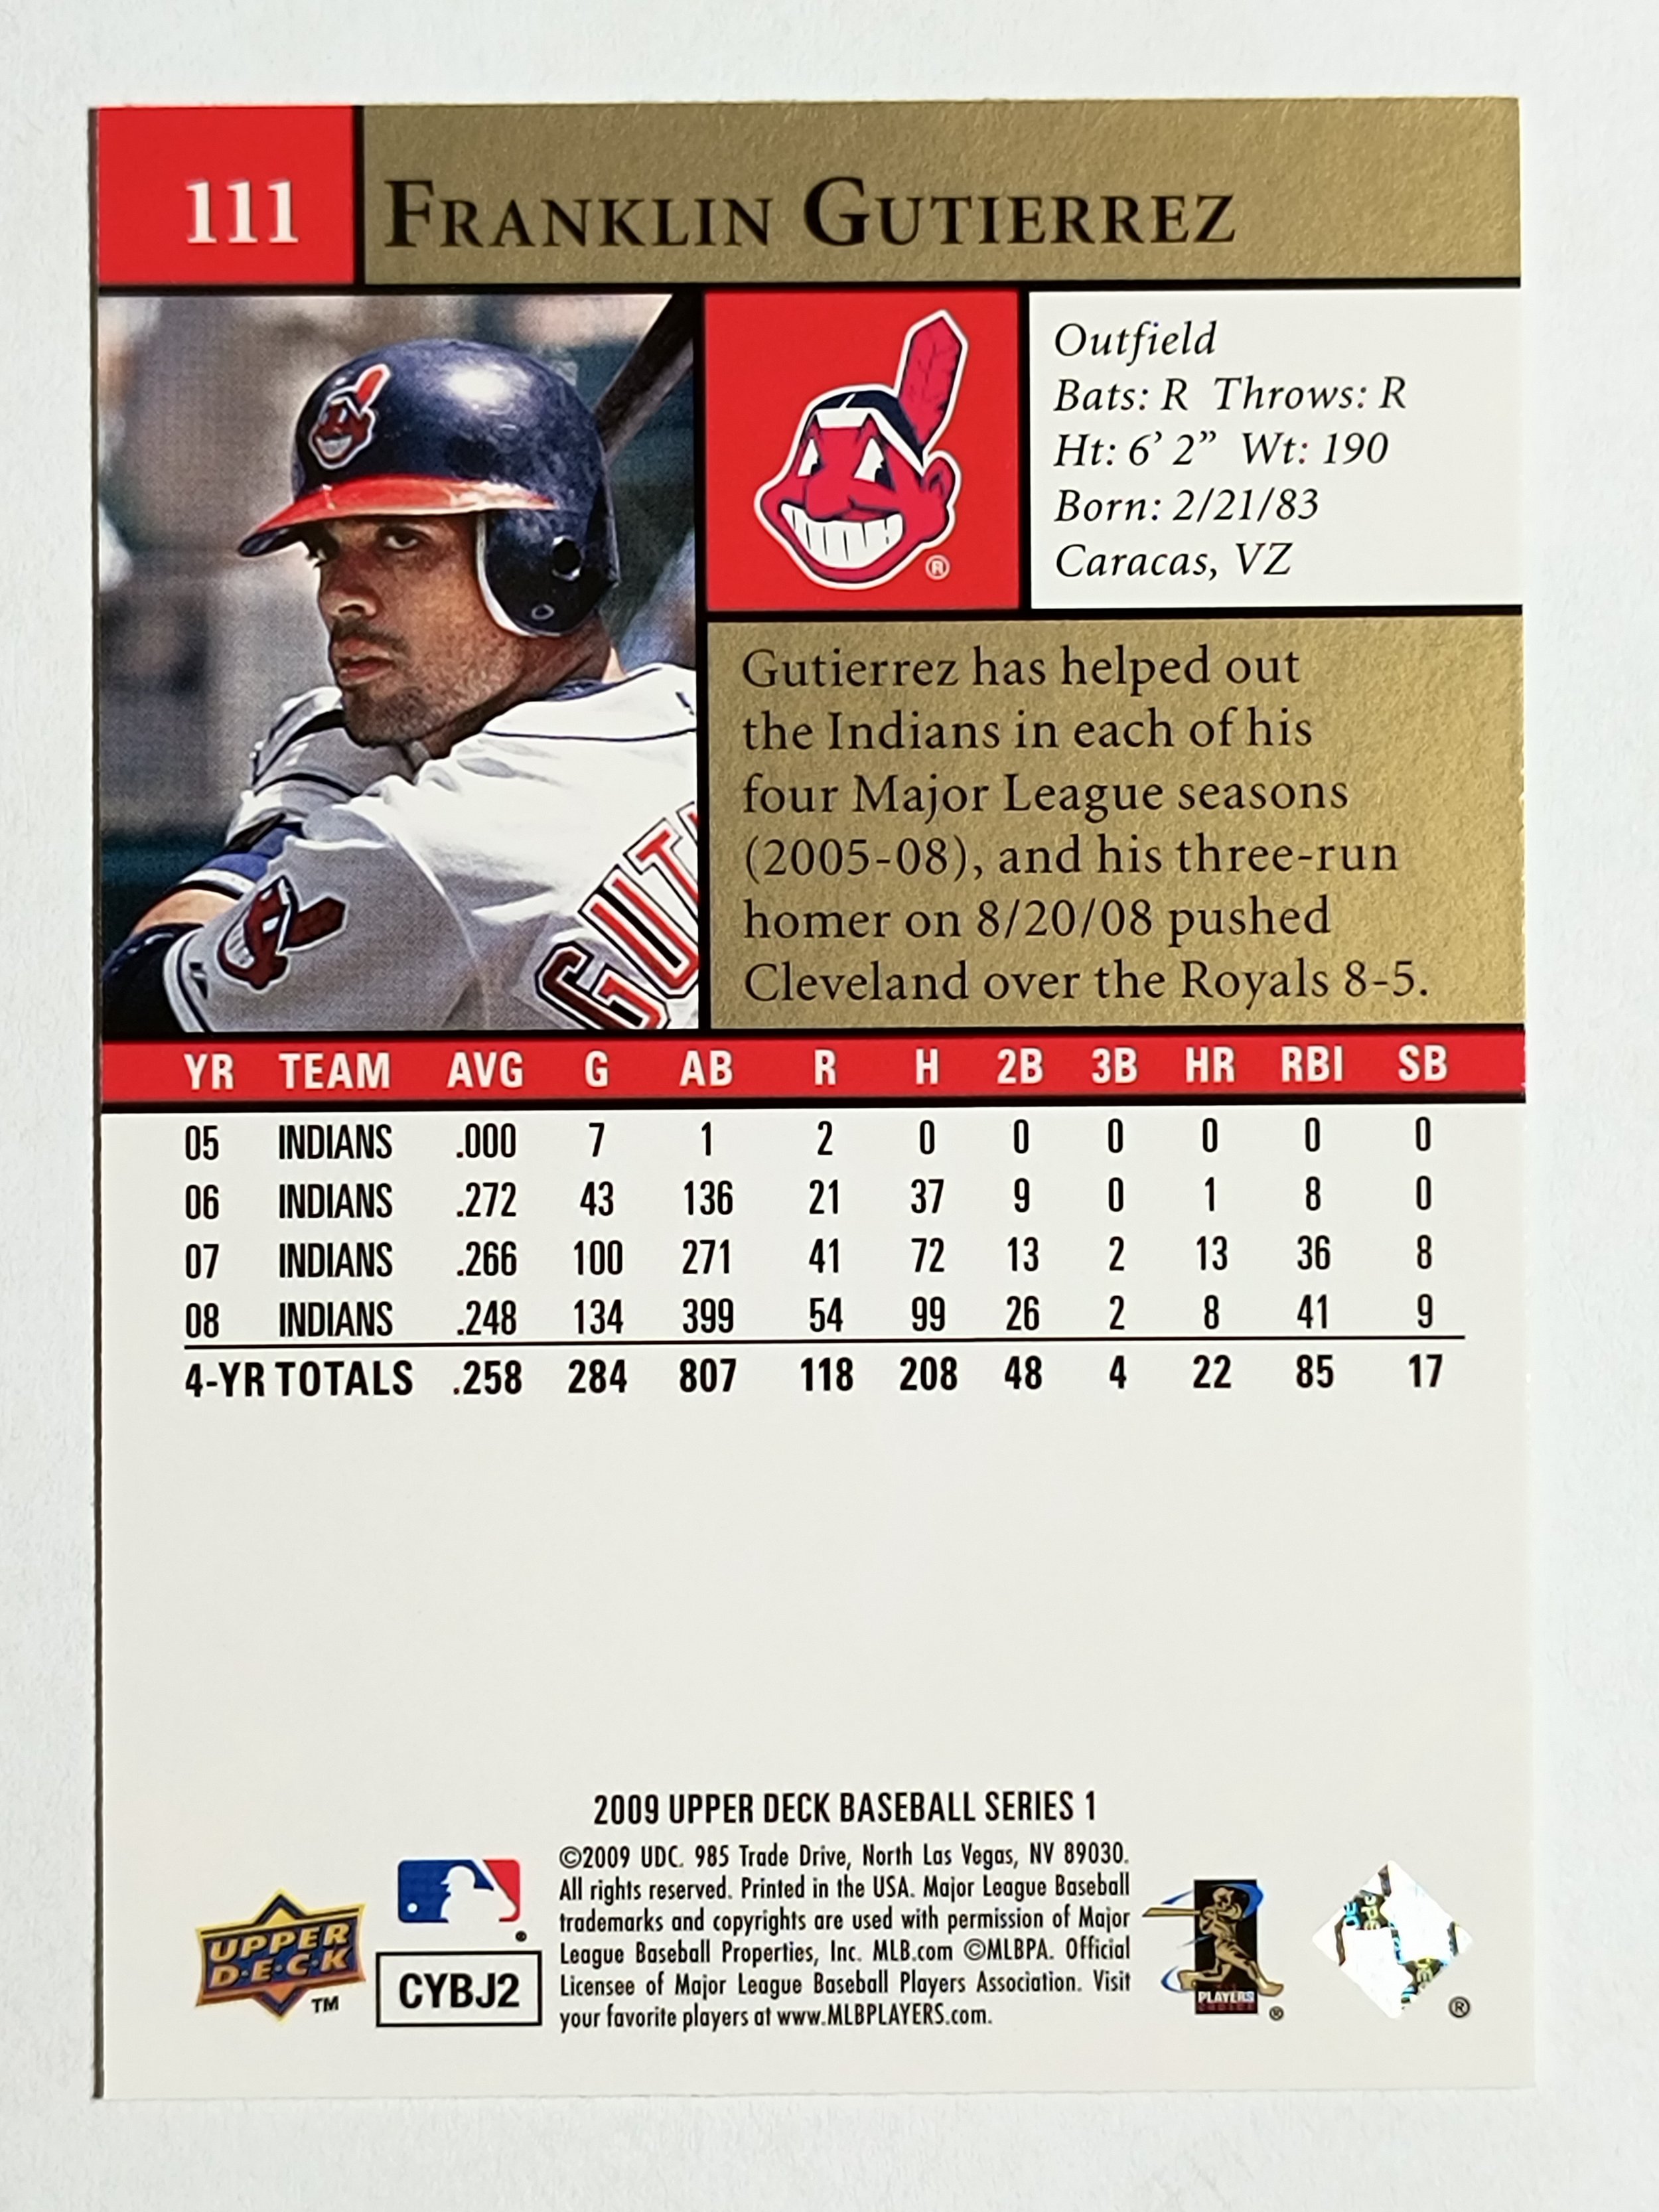 111 FRANKLIN GUTIERREZ
Outfield
Bats: R Throws: R
Ht: 6’ 2” Wt: 190
Born: 2/21/83
Caracas, VZ
®
GUTI
Gutierrez has helped out
the Indians in each of his
four Major League seasons
(2005-08), and his three-run
homer on 8/20/08 pushed
Cleveland over the Royals 8-5.
YR TEAM AVG G AB R H 2B 3B HR RBI SB
05 INDIANS .000 7 1 2 0 0 0 0 0 0
06 INDIANS .272 43 136 21 37 9 0 1 8 0
07 INDIANS .266 100 271 41 72 13 2 13 36 8
08 INDIANS .248 134 399 54 99 26 2 8 41 9
4-YR TOTALS .258 284 807 118 208 48 4 22 85 17
2009 UPPER DECK BASEBALL SERIES 1
©2009 UDC. 985 Trade Drive, North Las Vegas, NV 89030.
All rights reserved. Printed in the USA. Major League Baseball
trademarks and copyrights are used with permission of Major
League Baseball Properties, Inc. MLB.com ©MLBPA. Official
Licensee of Major League Baseball Players Association. Visit
your favorite players at www.MLBPLAYERS.com.
UPPER
D·E·C·K
TM
CYBJ2
PLAYERS
CHOICE
®
®